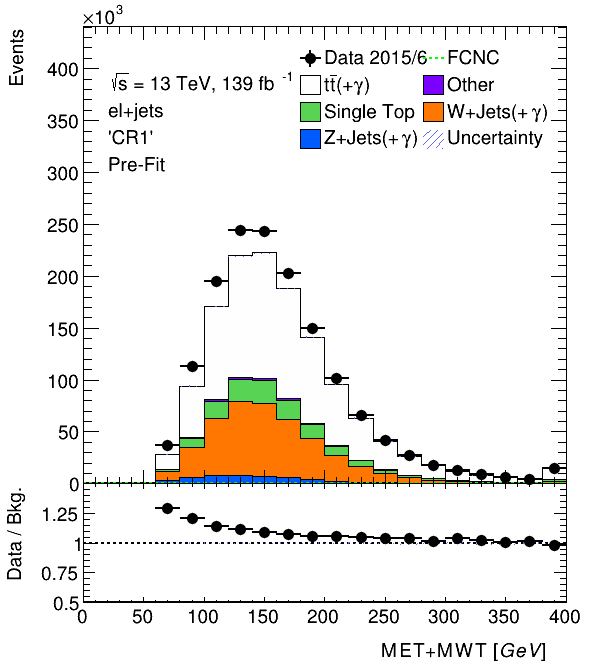 ×10³
Events
400
350
300
250
200
150
100
50
0
√s = 13 TeV, 139 fb⁻¹
el+jets
'CR1'
Pre-Fit
Data 2015/6
FCNC
tt̄(+γ)
Other
Single Top
W+Jets(+γ)
Z+Jets(+γ)
Uncertainty
Data / Bkg.
1.25
1
0.75
0.5
0 50 100 150 200 250 300 350 400
MET+MWT [GeV]